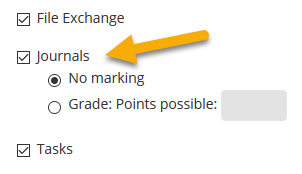 File Exchange
Journals
No marking
Grade: Points possible:
Tasks